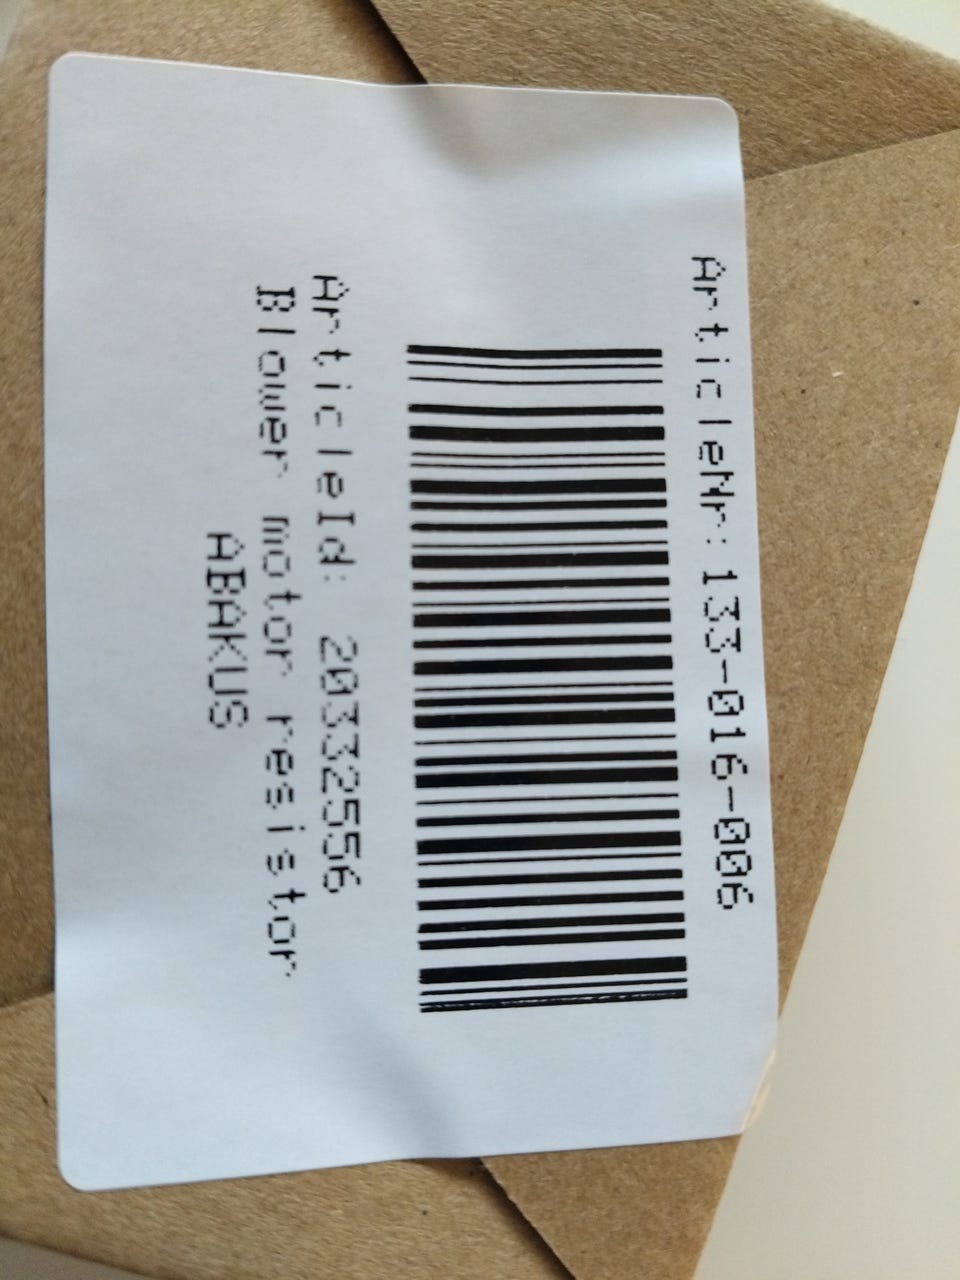 ArticleNr: 133-016-006
ArticleId: 20332556
Blower motor resistor
ABAKUS